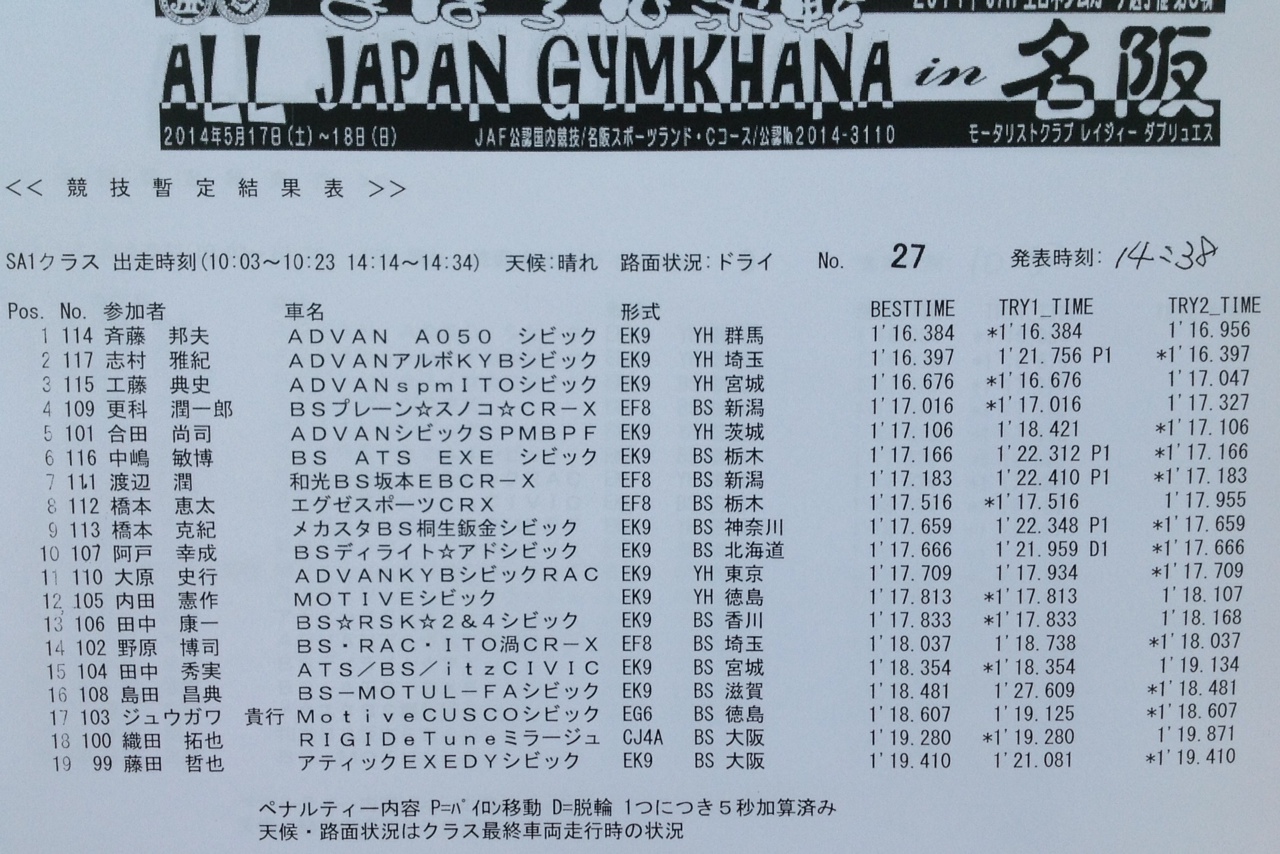 ALL JAPAN GYMKHANA in 名阪
2014年5月17日(土)~18日(日) JAF公認国内競技/名阪スポーツランド・Cコース/公認№2014-3110 モータリストクラブ レイジィー ダブリュエス
<< 競 技 暫 定 結 果 表 >>
SA1クラス 出走時刻(10:03~10:23 14:14~14:34) 天候:晴れ 路面状況:ドライ No. 27 発表時刻: 14:38
Pos. No. 参加者 車名 形式 BESTTIME TRY1_TIME TRY2_TIME
1 114 斉藤 邦夫 ADVAN A050 シビック EK9 YH 群馬 1'16.384 *1'16.384 1'16.956
2 117 志村 雅紀 ADVANアルボKYBシビック EK9 YH 埼玉 1'16.397 1'21.756 P1 *1'16.397
3 115 工藤 典史 ADVANspmITOシビック EK9 YH 宮城 1'16.676 *1'16.676 1'17.047
4 109 更科 潤一郎 BSプレーン☆スノコ☆CR-X EF8 BS 新潟 1'17.016 *1'17.016 1'17.327
5 101 合田 尚司 ADVANシビックSPMBPF EK9 YH 茨城 1'17.106 1'18.421 *1'17.106
6 116 中嶋 敏博 BS ATS EXE シビック EK9 BS 栃木 1'17.166 1'22.312 P1 *1'17.166
7 111 渡辺 潤 和光BS坂本EBCR-X EF8 BS 新潟 1'17.183 1'22.410 P1 *1'17.183
8 112 橋本 恵太 エグゼスポーツCRX EF8 BS 栃木 1'17.516 *1'17.516 1'17.955
9 113 橋本 克紀 メカスタBS桐生鈑金シビック EK9 BS 神奈川 1'17.659 1'22.348 P1 *1'17.659
10 107 阿戸 幸成 BSディライト☆アドシビック EK9 BS 北海道 1'17.666 1'21.959 D1 *1'17.666
11 110 大原 史行 ADVANKYBシビックRAC EK9 YH 東京 1'17.709 1'17.934 *1'17.709
12 105 内田 憲作 MOTIVEシビック EK9 YH 徳島 1'17.813 *1'17.813 1'18.107
13 106 田中 康一 BS☆RSK☆2&4シビック EK9 BS 香川 1'17.833 *1'17.833 1'18.168
14 102 野原 博司 BS・RAC・ITO渦CR-X EF8 BS 埼玉 1'18.037 1'18.738 *1'18.037
15 104 田中 秀実 ATS/BS/itzCIVIC EK9 BS 宮城 1'18.354 *1'18.354 1'19.134
16 108 島田 昌典 BS-MOTUL-FAシビック EK9 BS 滋賀 1'18.481 1'27.609 *1'18.481
17 103 ジュウガワ 貴行 MotiveCUSCOシビック EG6 BS 徳島 1'18.607 1'19.125 *1'18.607
18 100 織田 拓也 RIGIDeTuneミラージュ CJ4A BS 大阪 1'19.280 *1'19.280 1'19.871
19 99 藤田 哲也 アティックEXEDYシビック EK9 BS 大阪 1'19.410 1'21.081 *1'19.410
ペナルティー内容 P=ﾊﾟｲﾛﾝ移動 D=脱輪 1つにつき5秒加算済み
天候・路面状況はクラス最終車両走行時の状況